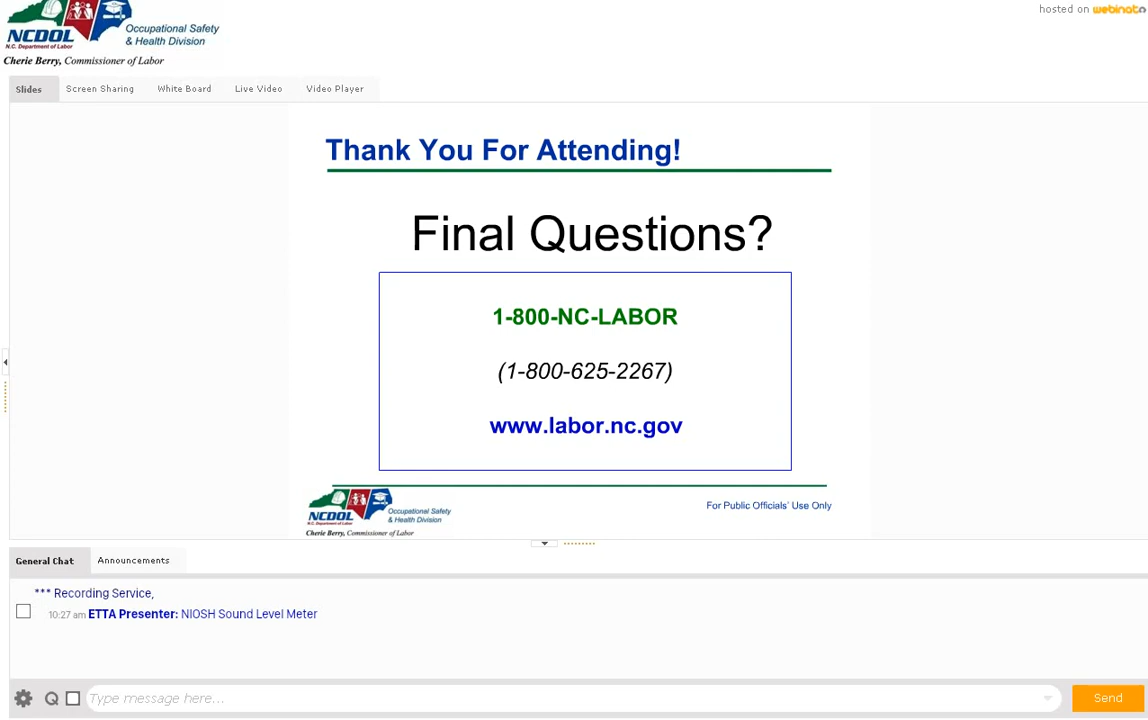 hosted on webinato
NCDOL
N.C. Department of Labor
Occupational Safety
& Health Division
Cherie Berry, Commissioner of Labor
Slides
Screen Sharing
White Board
Live Video
Video Player
Thank You For Attending!
Final Questions?
1-800-NC-LABOR
(1-800-625-2267)
www.labor.nc.gov
NCDOL
N.C. Department of Labor
Occupational Safety
& Health Division
Cherie Berry, Commissioner of Labor
For Public Officials' Use Only
General Chat
Announcements
*** Recording Service,
10:27 am ETTA Presenter: NIOSH Sound Level Meter
Q
Type message here...
Send